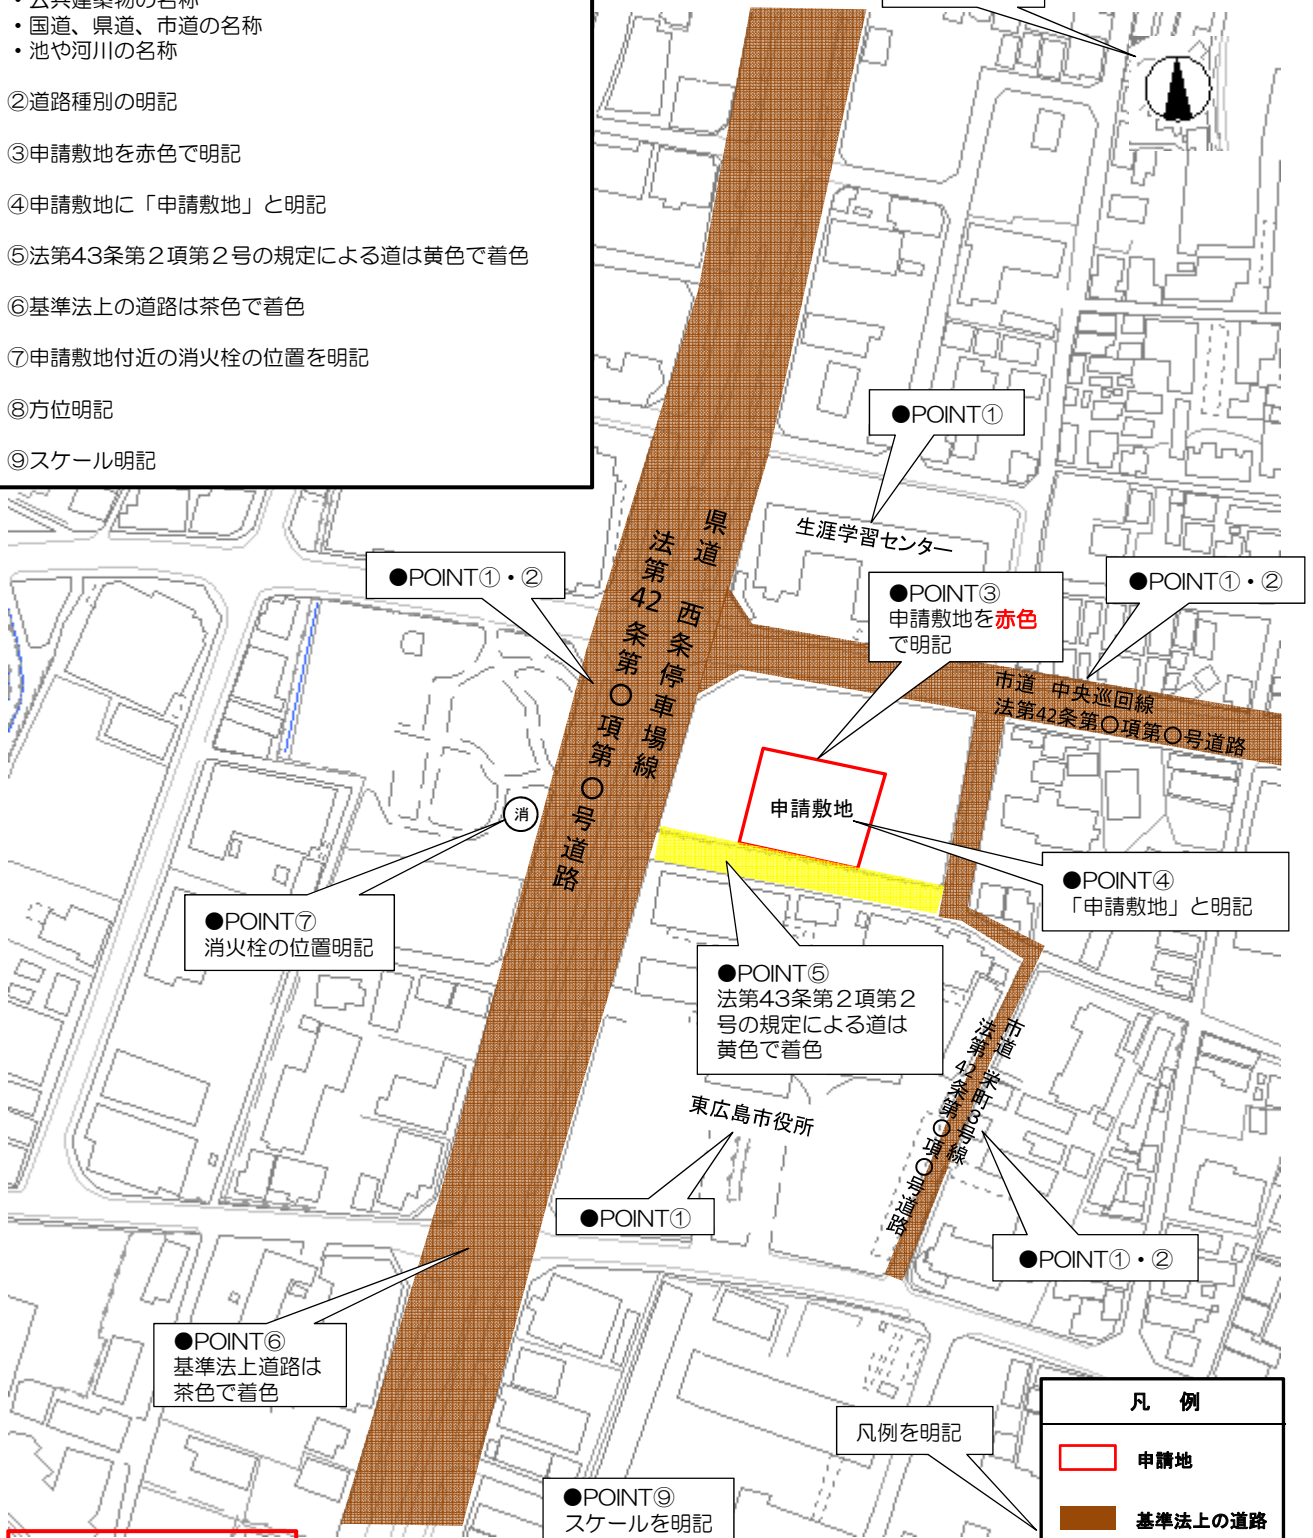 ・公共建築物の名称
・国道、県道、市道の名称
・池や河川の名称
②道路種別の明記
③申請敷地を赤色で明記
④申請敷地に「申請敷地」と明記
⑤法第43条第２項第２号の規定による道は黄色で着色
⑥基準法上の道路は茶色で着色
⑦申請敷地付近の消火栓の位置を明記
⑧方位明記
⑨スケール明記
●POINT①
生涯学習センター
県道　西条停車場線
法第42条第〇項第〇号道路
●POINT①・②
●POINT③
申請敷地を赤色
で明記
●POINT①・②
市道　中央巡回線
法第42条第〇項第〇号道路
申請敷地
消
●POINT④
「申請敷地」と明記
●POINT⑦
消火栓の位置明記
●POINT⑤
法第43条第２項第２
号の規定による道は
黄色で着色
市道　栄町3号線
法第42条第〇項〇号道路
東広島市役所
●POINT①
●POINT①・②
●POINT⑥
基準法上道路は
茶色で着色
凡例を明記
凡　例
申請地
基準法上の道路
●POINT⑨
スケールを明記